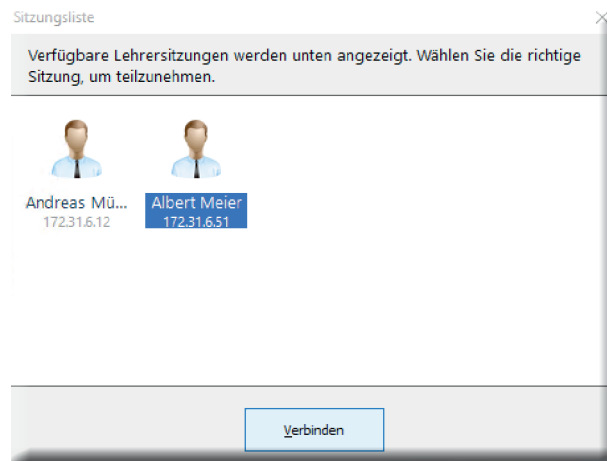 Sitzungsliste
Verfügbare Lehrersitzungen werden unten angezeigt. Wählen Sie die richtige
Sitzung, um teilzunehmen.
Andreas Mü... Albert Meier
172.31.6.12 172.31.6.51
Verbinden